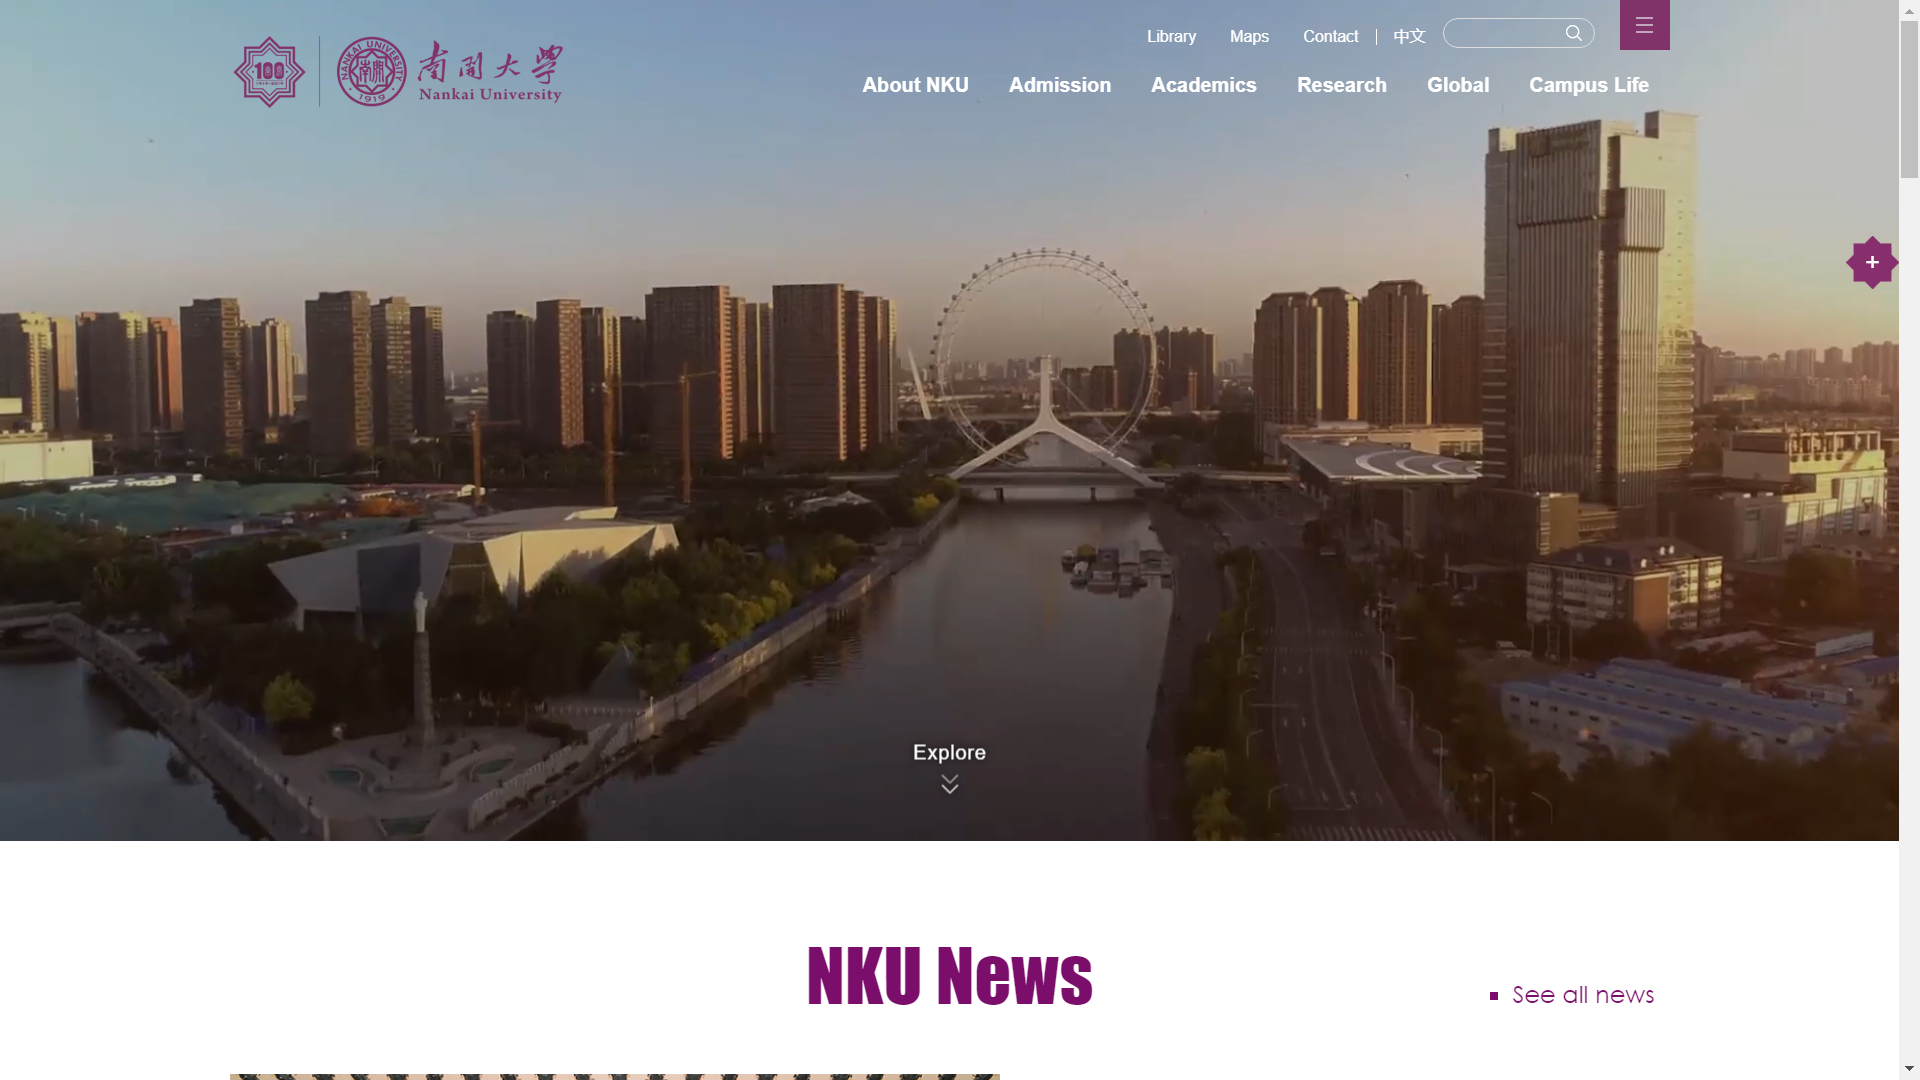 Library
Maps
Contact
中文
100
NANKAI UNIVERSITY
1919
南開大學
Nankai University
About NKU
Admission
Academics
Research
Global
Campus Life
+
Explore
NKU News
See all news